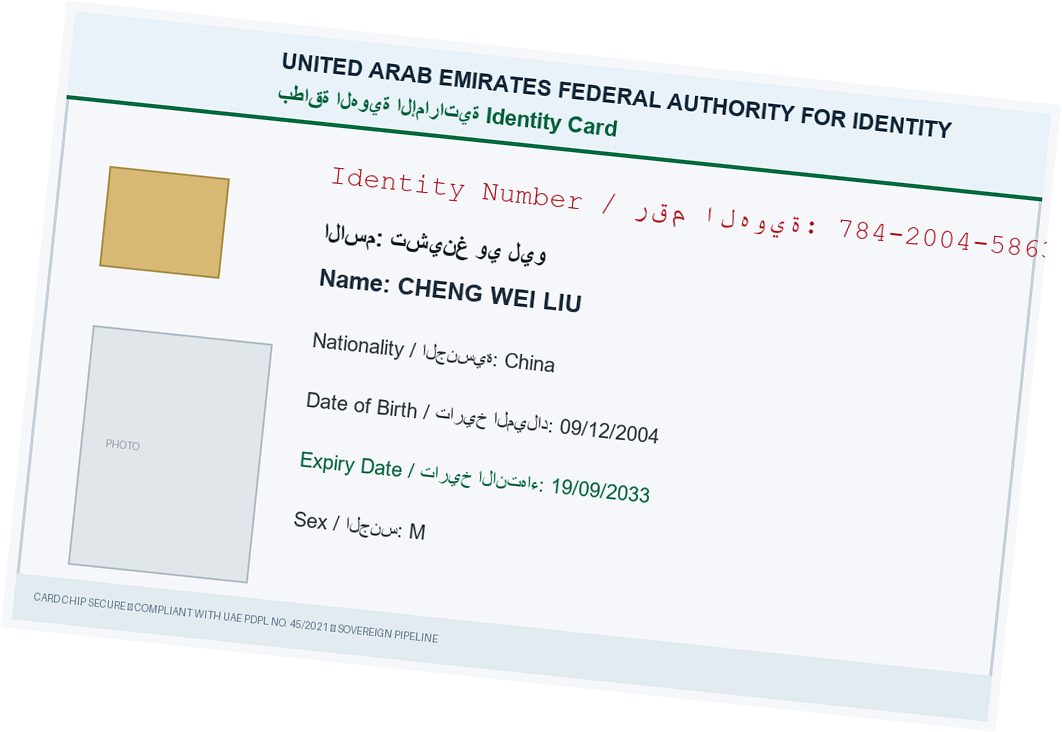 UNITED ARAB EMIRATES FEDERAL AUTHORITY FOR IDENTITY
بطاقة الهوية الإماراتية Identity Card
Identity Number / رقم الهوية: 784-2004-586
الاسم: تشينغ وي ليو
Name: CHENG WEI LIU
Nationality / الجنسية: China
Date of Birth / تاريخ الميلاد: 09/12/2004
Expiry Date / تاريخ الانتهاء: 19/09/2033
Sex / الجنس: M
PHOTO
CARD CHIP SECURE COMPLIANT WITH UAE PDPL NO. 45/2021 SOVEREIGN PIPELINE